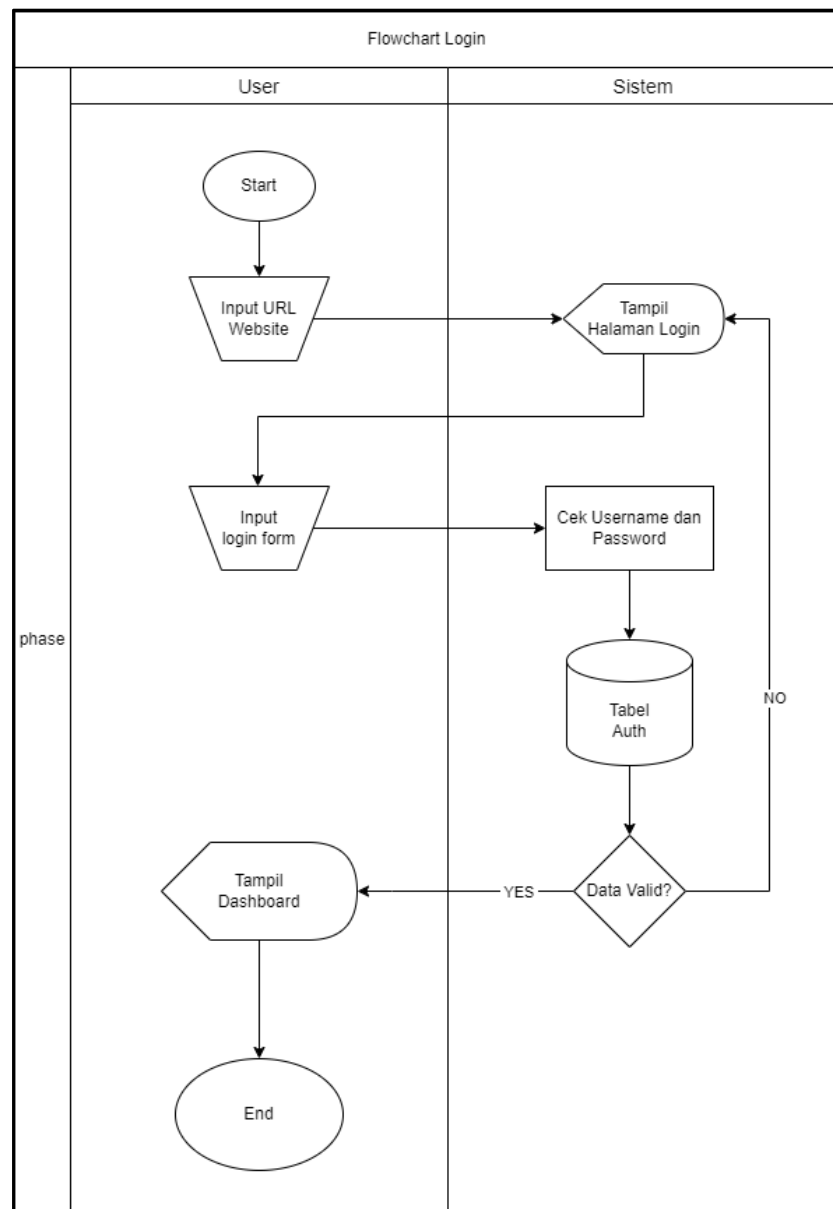 Flowchart Login
User
Sistem
phase
Start
Input URL
Website
Tampil
Halaman Login
Input
login form
Cek Username dan
Password
Tabel
Auth
NO
Data Valid?
YES
Tampil
Dashboard
End